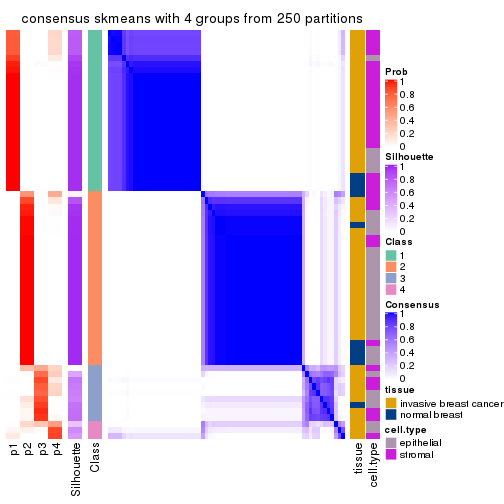 consensus skmeans with 4 groups from 250 partitions
Prob
1
0.8
0.6
0.4
0.2
0
Silhouette
1
0.8
0.6
0.4
0.2
0
Class
1
2
3
4
Consensus
1
0.8
0.6
0.4
0.2
0
tissue
invasive breast cancer
normal breast
cell.type
epithelial
stromal
p1
p2
p3
p4
Silhouette
Class
tissue
cell.type